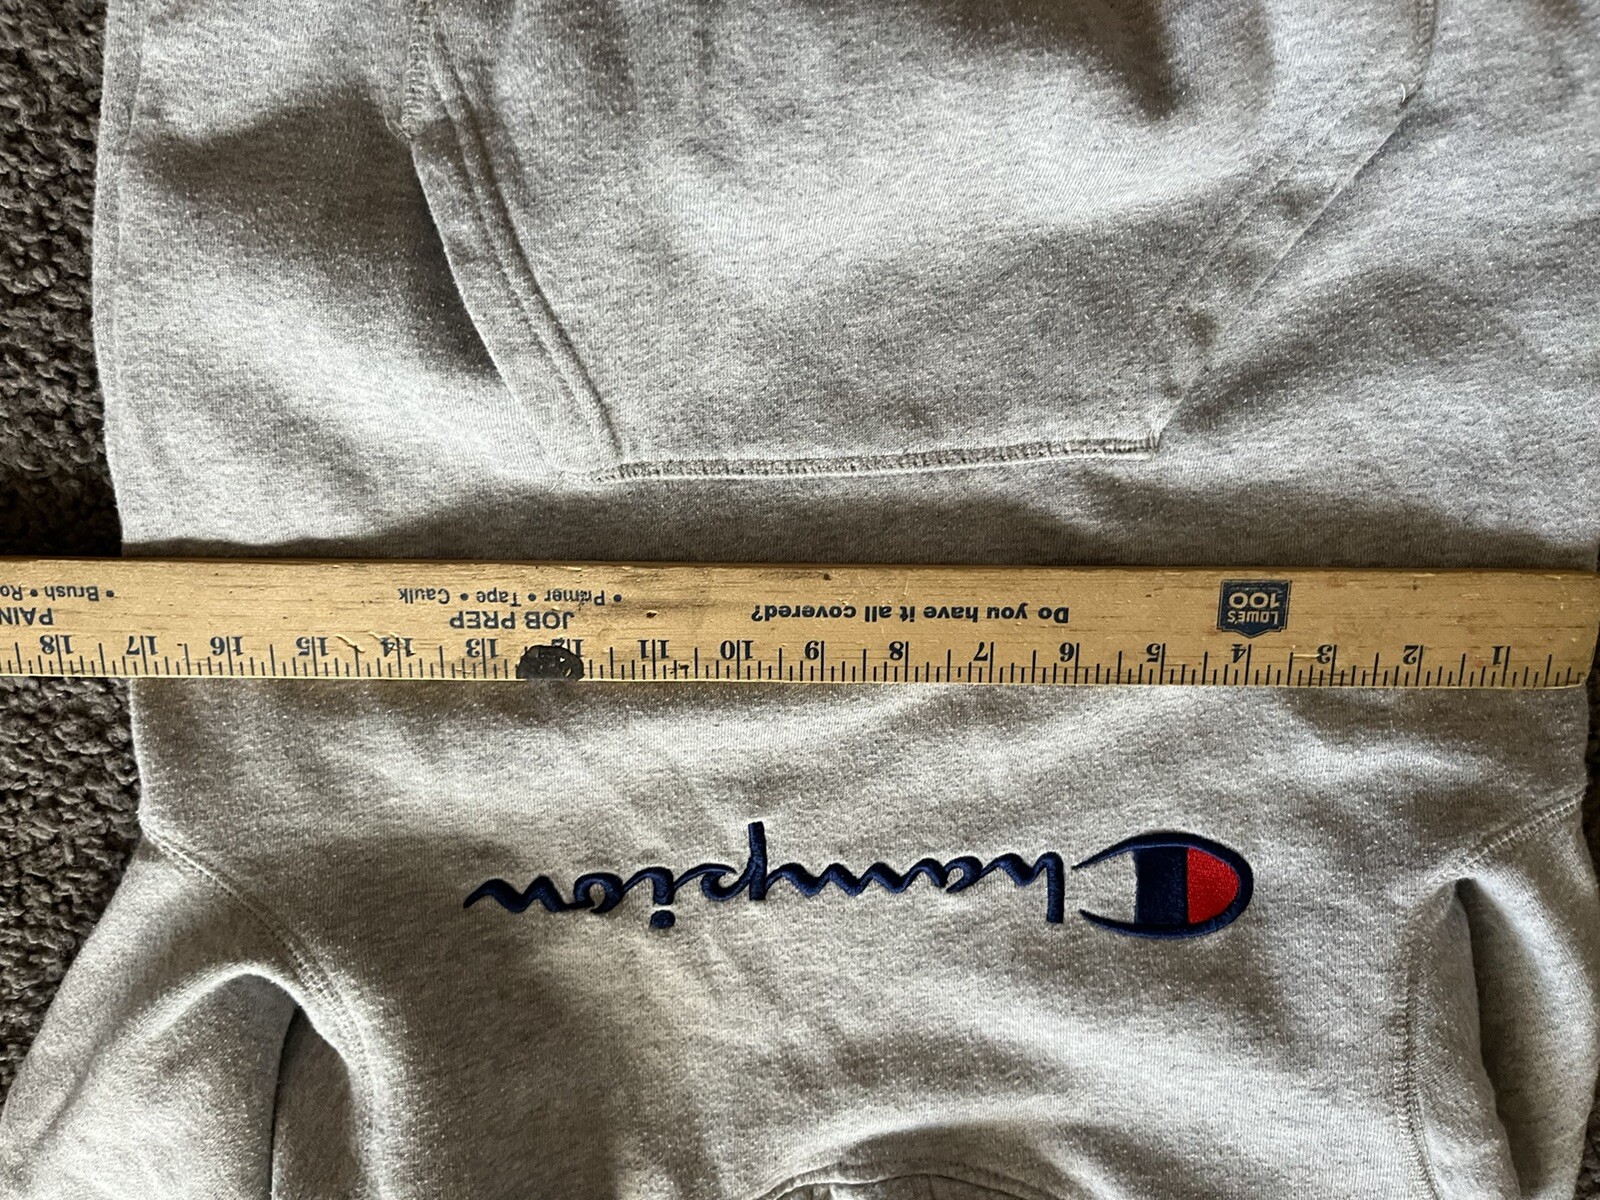 LOWE'S
100
Do you have it all covered?
JOB PREP
• Primer • Tape • Caulk
PAIN
• Brush • Ro
1 2 3 4 5 6 7 8 9 10 11 12 13 14 15 16 17 18
Champion